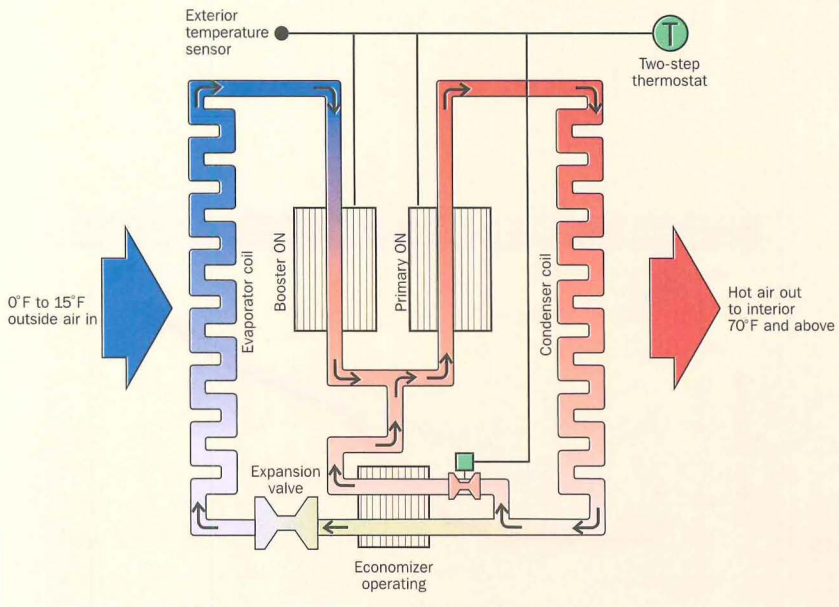 Exterior
temperature
sensor
T
Two-step
thermostat
Booster ON
Primary ON
Evaporator coil
Condenser coil
0°F to 15°F
outside air in
Hot air out
to interior
70°F and above
Expansion
valve
Economizer
operating